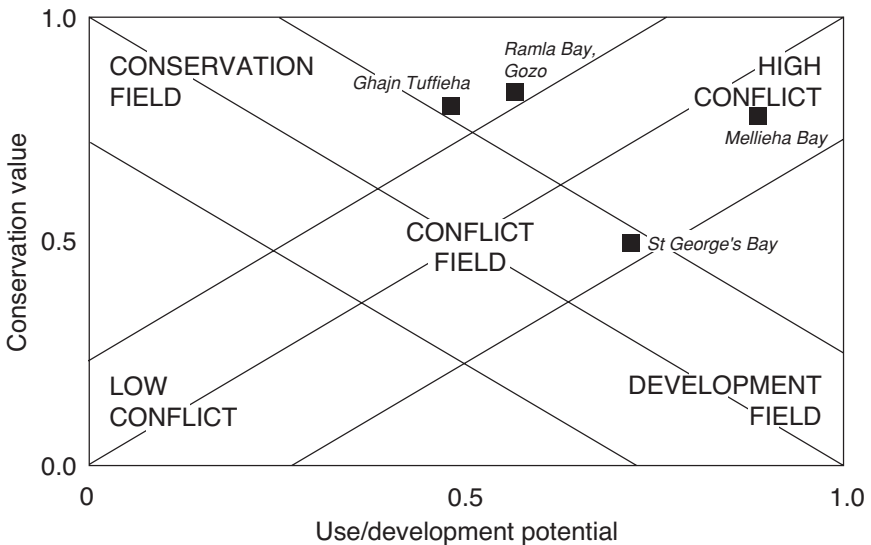 1.0
CONSERVATION
FIELD
Ghajn Tuffieha
Ramla Bay,
Gozo
HIGH
CONFLICT
Mellieha Bay
Conservation value
0.5
CONFLICT
FIELD
St George's Bay
LOW
CONFLICT
DEVELOPMENT
FIELD
0.0
0
0.5
1.0
Use/development potential